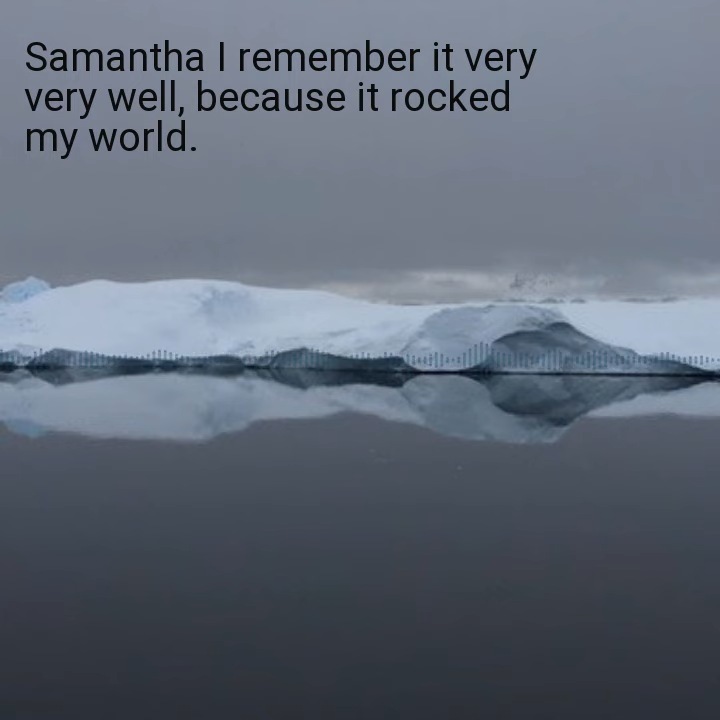 Samantha I remember it very
very well, because it rocked
my world.